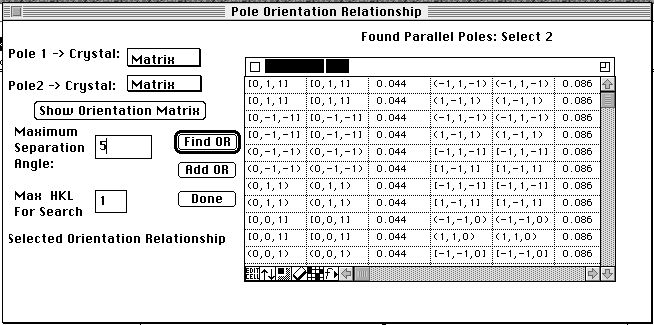 Pole Orientation Relationship
Found Parallel Poles: Select 2
Pole 1 -> Crystal: Matrix
Pole2 -> Crystal: Matrix
Show Orientation Matrix
Maximum
Separation
Angle:
5
Find OR
Add OR
Max HKL
For Search
1
Done
Selected Orientation Relationship
[0,1,1] [0,1,1] 0.044 (-1,1,-1) (-1,1,-1) 0.086
[0,1,1] [0,1,1] 0.044 (1,-1,1) (1,-1,1) 0.086
[0,-1,-1] [0,-1,-1] 0.044 (-1,1,-1) (-1,1,-1) 0.086
[0,-1,-1] [0,-1,-1] 0.044 (1,-1,1) (1,-1,1) 0.086
(0,-1,-1) (0,-1,-1) 0.044 [-1,1,-1] [-1,1,-1] 0.086
(0,-1,-1) (0,-1,-1) 0.044 [1,-1,1] [1,-1,1] 0.086
(0,1,1) (0,1,1) 0.044 [-1,1,-1] [-1,1,-1] 0.086
(0,1,1) (0,1,1) 0.044 [1,-1,1] [1,-1,1] 0.086
[0,0,1] [0,0,1] 0.044 (-1,-1,0) (-1,-1,0) 0.086
[0,0,1] [0,0,1] 0.044 (1,1,0) (1,1,0) 0.086
(0,0,1) (0,0,1) 0.044 [-1,-1,0] [-1,-1,0] 0.086
EDIT
CELL